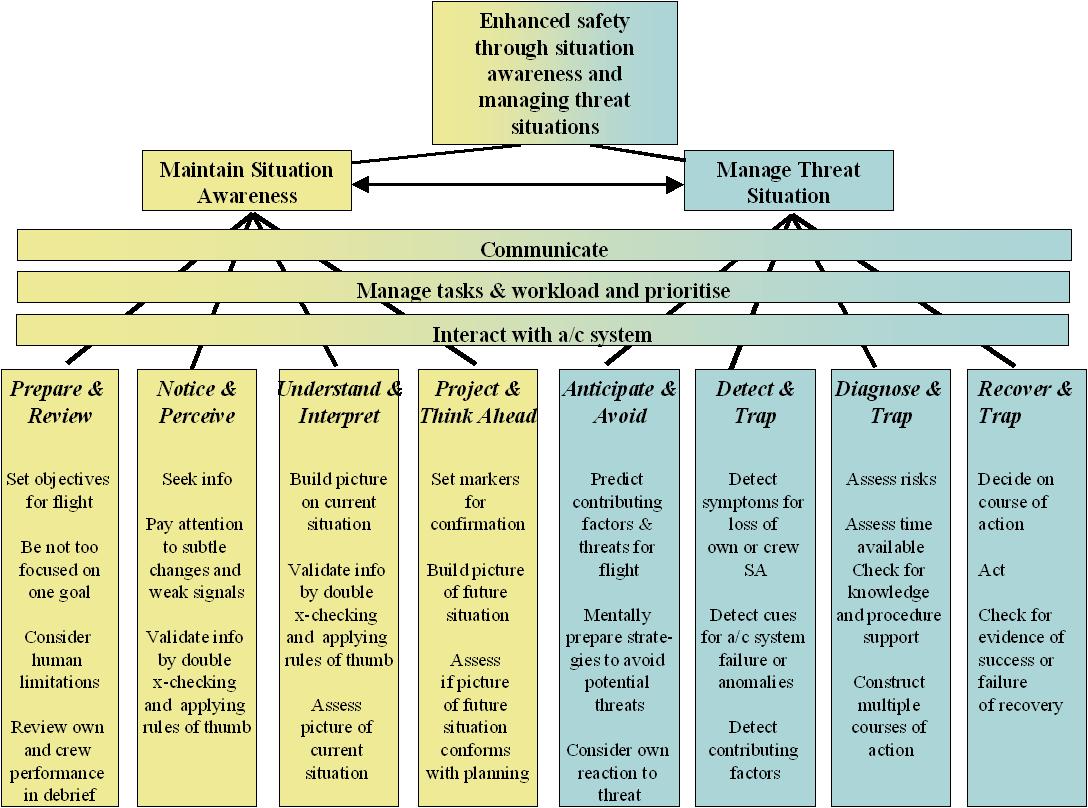 Enhanced safety
through situation
awareness and
managing threat
situations
Maintain Situation
Awareness
Manage Threat
Situation
Communicate
Manage tasks & workload and prioritise
Interact with a/c system
Prepare &
Review
Set objectives
for flight
Be not too
focused on
one goal
Consider
human
limitations
Review own
and crew
performance
in debrief
Notice &
Perceive
Seek info
Pay attention
to subtle
changes and
weak signals
Validate info
by double
x-checking
and applying
rules of thumb
Understand &
Interpret
Build picture
on current
situation
Validate info
by double
x-checking
and applying
rules of thumb
Assess
picture of
current
situation
Project &
Think Ahead
Set markers
for
confirmation
Build picture
of future
situation
Assess
if picture
of future
situation
conforms
with planning
Anticipate &
Avoid
Predict
contributing
factors &
threats for
flight
Mentally
prepare strate-
gies to avoid
potential
threats
Consider own
reaction to
threat
Detect &
Trap
Detect
symptoms for
loss of
own or crew
SA
Detect cues
for a/c system
failure or
anomalies
Detect
contributing
factors
Diagnose &
Trap
Assess risks
Assess time
available
Check for
knowledge
and procedure
support
Construct
multiple
courses of
action
Recover &
Trap
Decide on
course of
action
Act
Check for
evidence of
success or
failure
of recovery